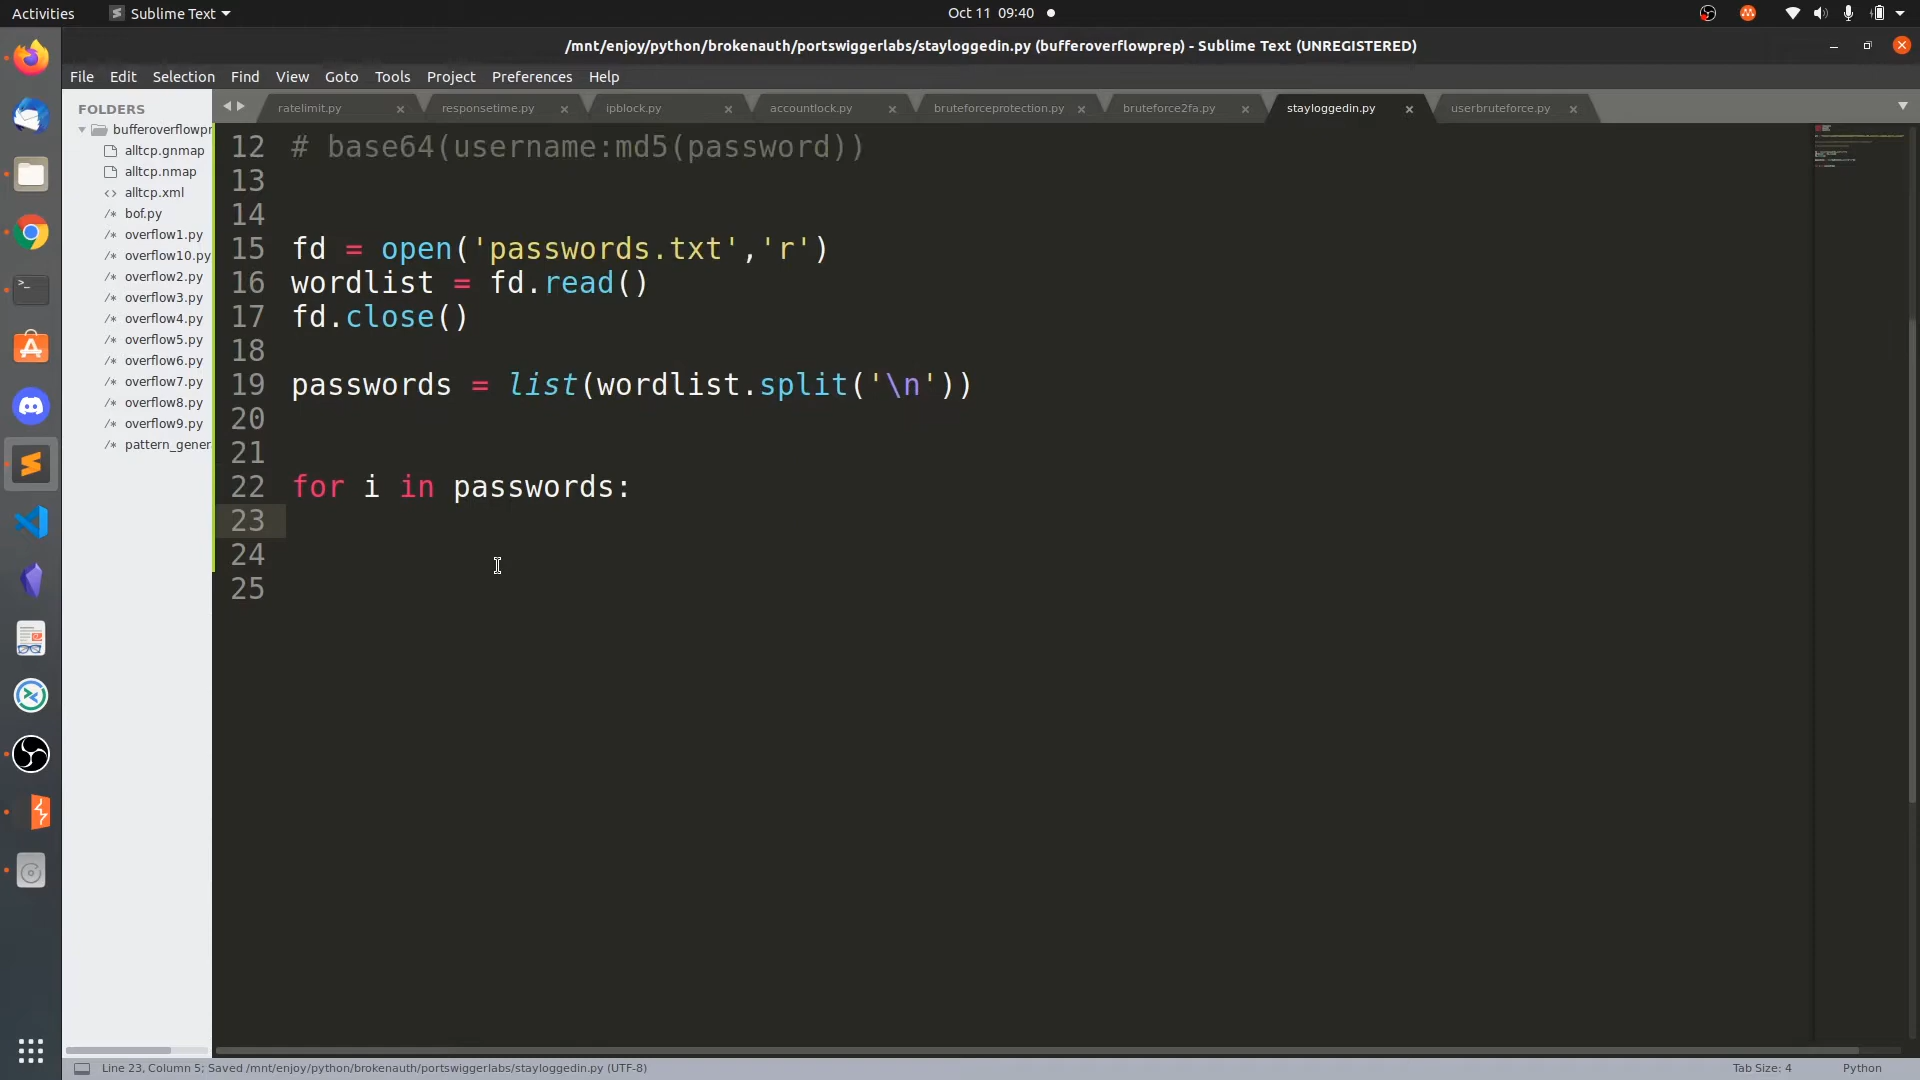 Activities
Sublime Text
Oct 11 09:40
/mnt/enjoy/python/brokenauth/portswiggerlabs/stayloggedin.py (bufferoverflowprep) - Sublime Text (UNREGISTERED)
File Edit Selection Find View Goto Tools Project Preferences Help
FOLDERS
bufferoverflowpr
alltcp.gnmap
alltcp.nmap
alltcp.xml
bof.py
overflow1.py
overflow10.py
overflow2.py
overflow3.py
overflow4.py
overflow5.py
overflow6.py
overflow7.py
overflow8.py
overflow9.py
pattern_gener
ratelimit.py
responsetime.py
ipblock.py
accountlock.py
bruteforceprotection.py
bruteforce2fa.py
stayloggedin.py
userbruteforce.py
12 # base64(username:md5(password))
13
14
15 fd = open('passwords.txt','r')
16 wordlist = fd.read()
17 fd.close()
18
19 passwords = list(wordlist.split('\n'))
20
21
22 for i in passwords:
23
24
25
Line 23, Column 5; Saved /mnt/enjoy/python/brokenauth/portswiggerlabs/stayloggedin.py (UTF-8)
Tab Size: 4
Python